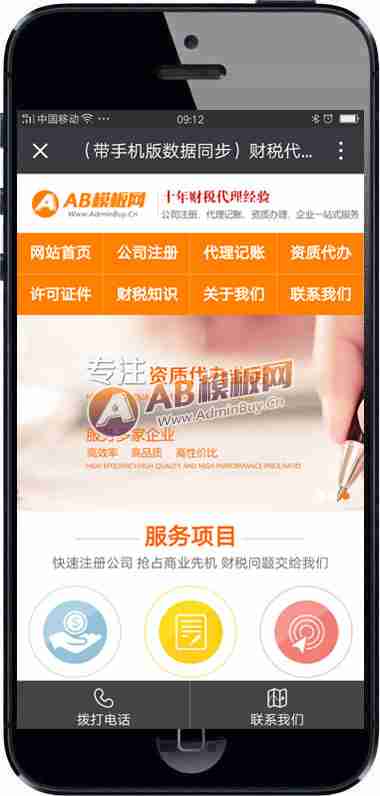 中国移动 ··· 09:12
（带手机版数据同步）财税代...
AB模板网
Www.AdminBuy.Cn
十年财税代理经验
公司注册、代理记账、资质办理、企业一站式服务
网站首页 公司注册 代理记账 资质代办
许可证件 财税知识 关于我们 联系我们
专注 资质代办
AB模板网
Www.AdminBuy.Cn
服务多家企业
高效率 高品质 高性价比
HIGH EFFICIENCY HIGH QUALITY AND HIGH PERFORMANCE PRICE RATIO
服务项目
快速注册公司 抢占商业先机 财税问题交给我们
拨打电话 联系我们